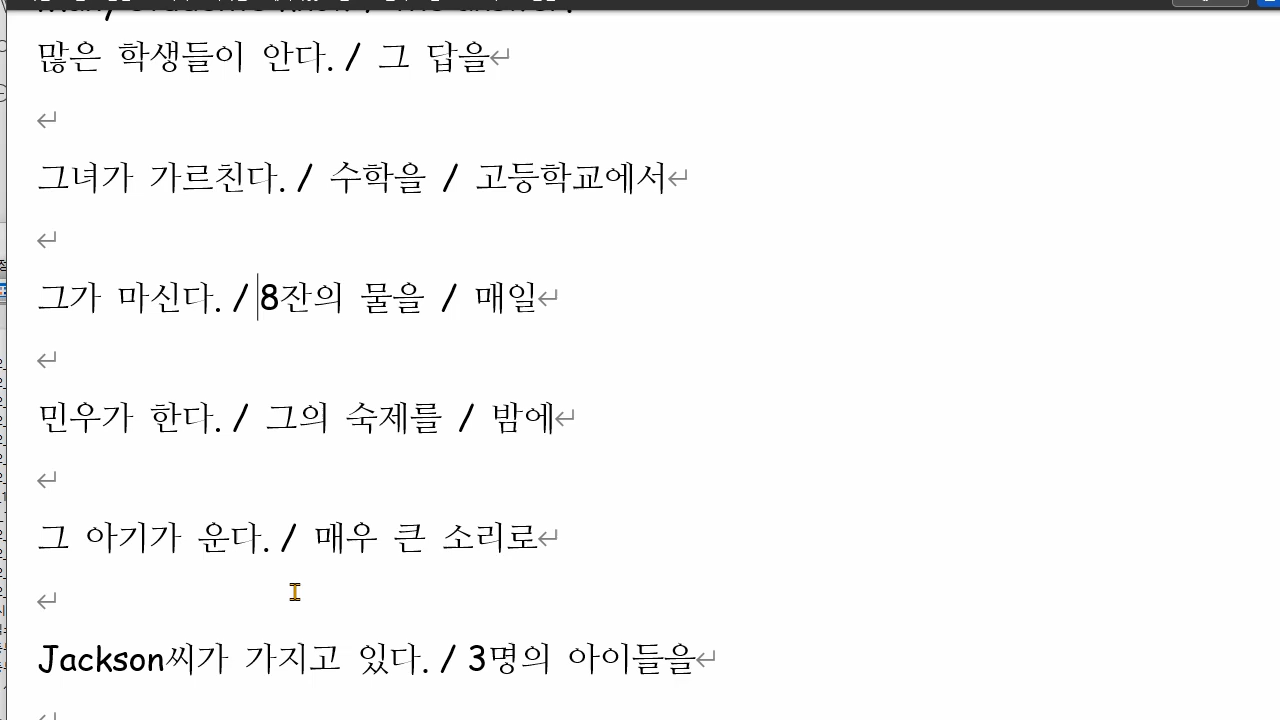 많은 학생들이 안다. / 그 답을
그녀가 가르친다. / 수학을 / 고등학교에서
그가 마신다. / 8잔의 물을 / 매일
민우가 한다. / 그의 숙제를 / 밤에
그 아기가 운다. / 매우 큰 소리로
Jackson씨가 가지고 있다. / 3명의 아이들을